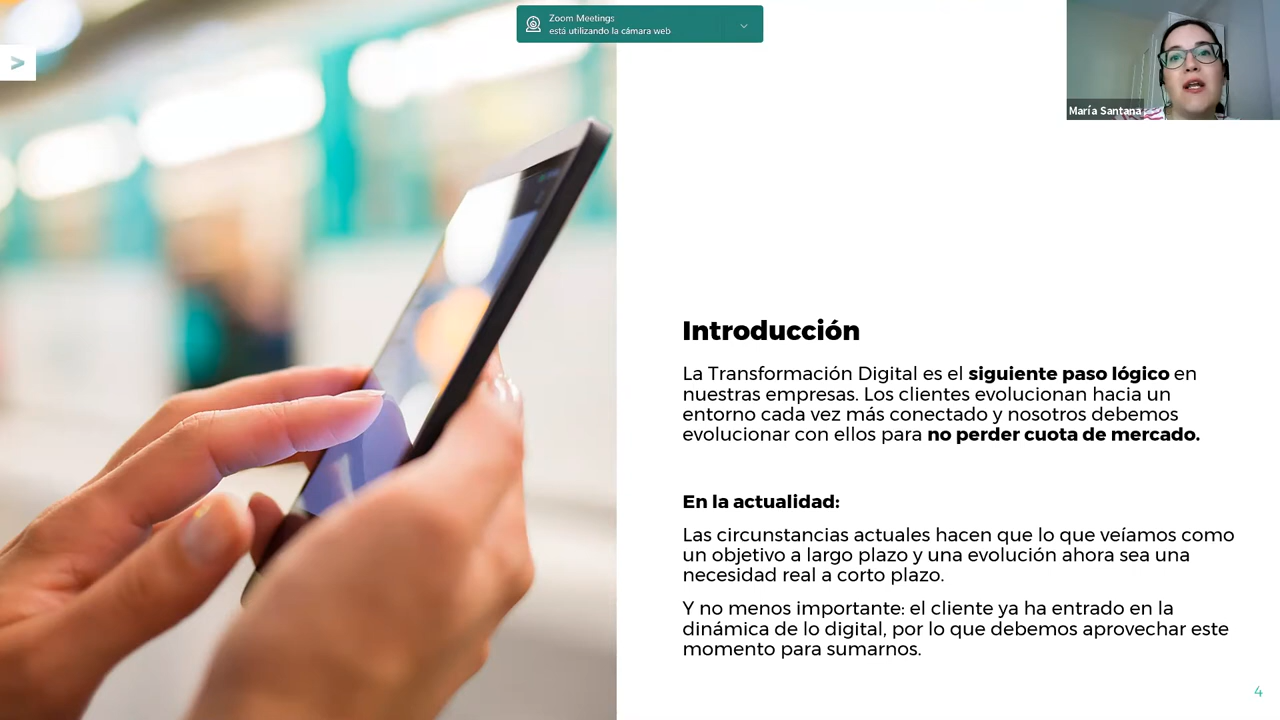 Zoom Meetings
está utilizando la cámara web
>
María Santana
Introducción
La Transformación Digital es el siguiente paso lógico en
nuestras empresas. Los clientes evolucionan hacia un
entorno cada vez más conectado y nosotros debemos
evolucionar con ellos para no perder cuota de mercado.
En la actualidad:
Las circunstancias actuales hacen que lo que veíamos como
un objetivo a largo plazo y una evolución ahora sea una
necesidad real a corto plazo.
Y no menos importante: el cliente ya ha entrado en la
dinámica de lo digital, por lo que debemos aprovechar este
momento para sumarnos.
4